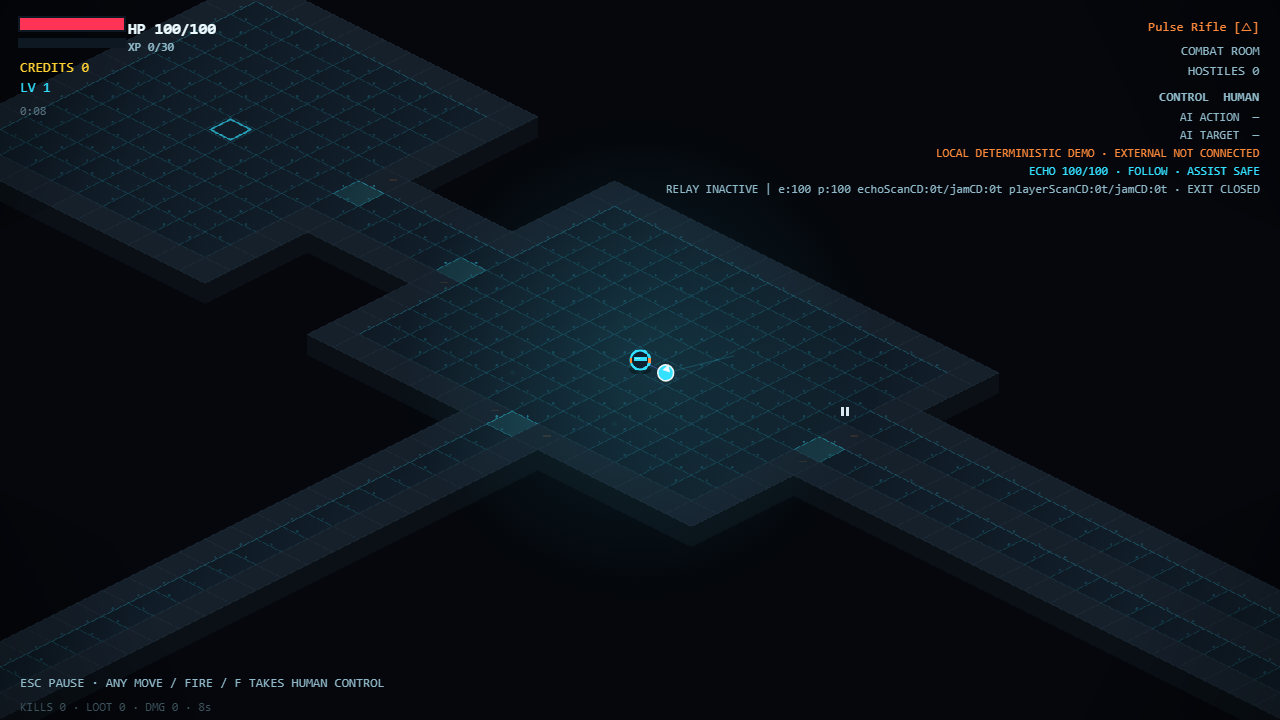 HP 100/100
XP 0/30
CREDITS 0
LV 1
0:08
Pulse Rifle [△]
COMBAT ROOM
HOSTILES 0
CONTROL HUMAN
AI ACTION —
AI TARGET —
LOCAL DETERMINISTIC DEMO · EXTERNAL NOT CONNECTED
ECHO 100/100 · FOLLOW · ASSIST SAFE
RELAY INACTIVE | e:100 p:100 echoScanCD:0t/jamCD:0t playerScanCD:0t/jamCD:0t · EXIT CLOSED
ESC PAUSE · ANY MOVE / FIRE / F TAKES HUMAN CONTROL
KILLS 0 · LOOT 0 · DMG 0 · 8s